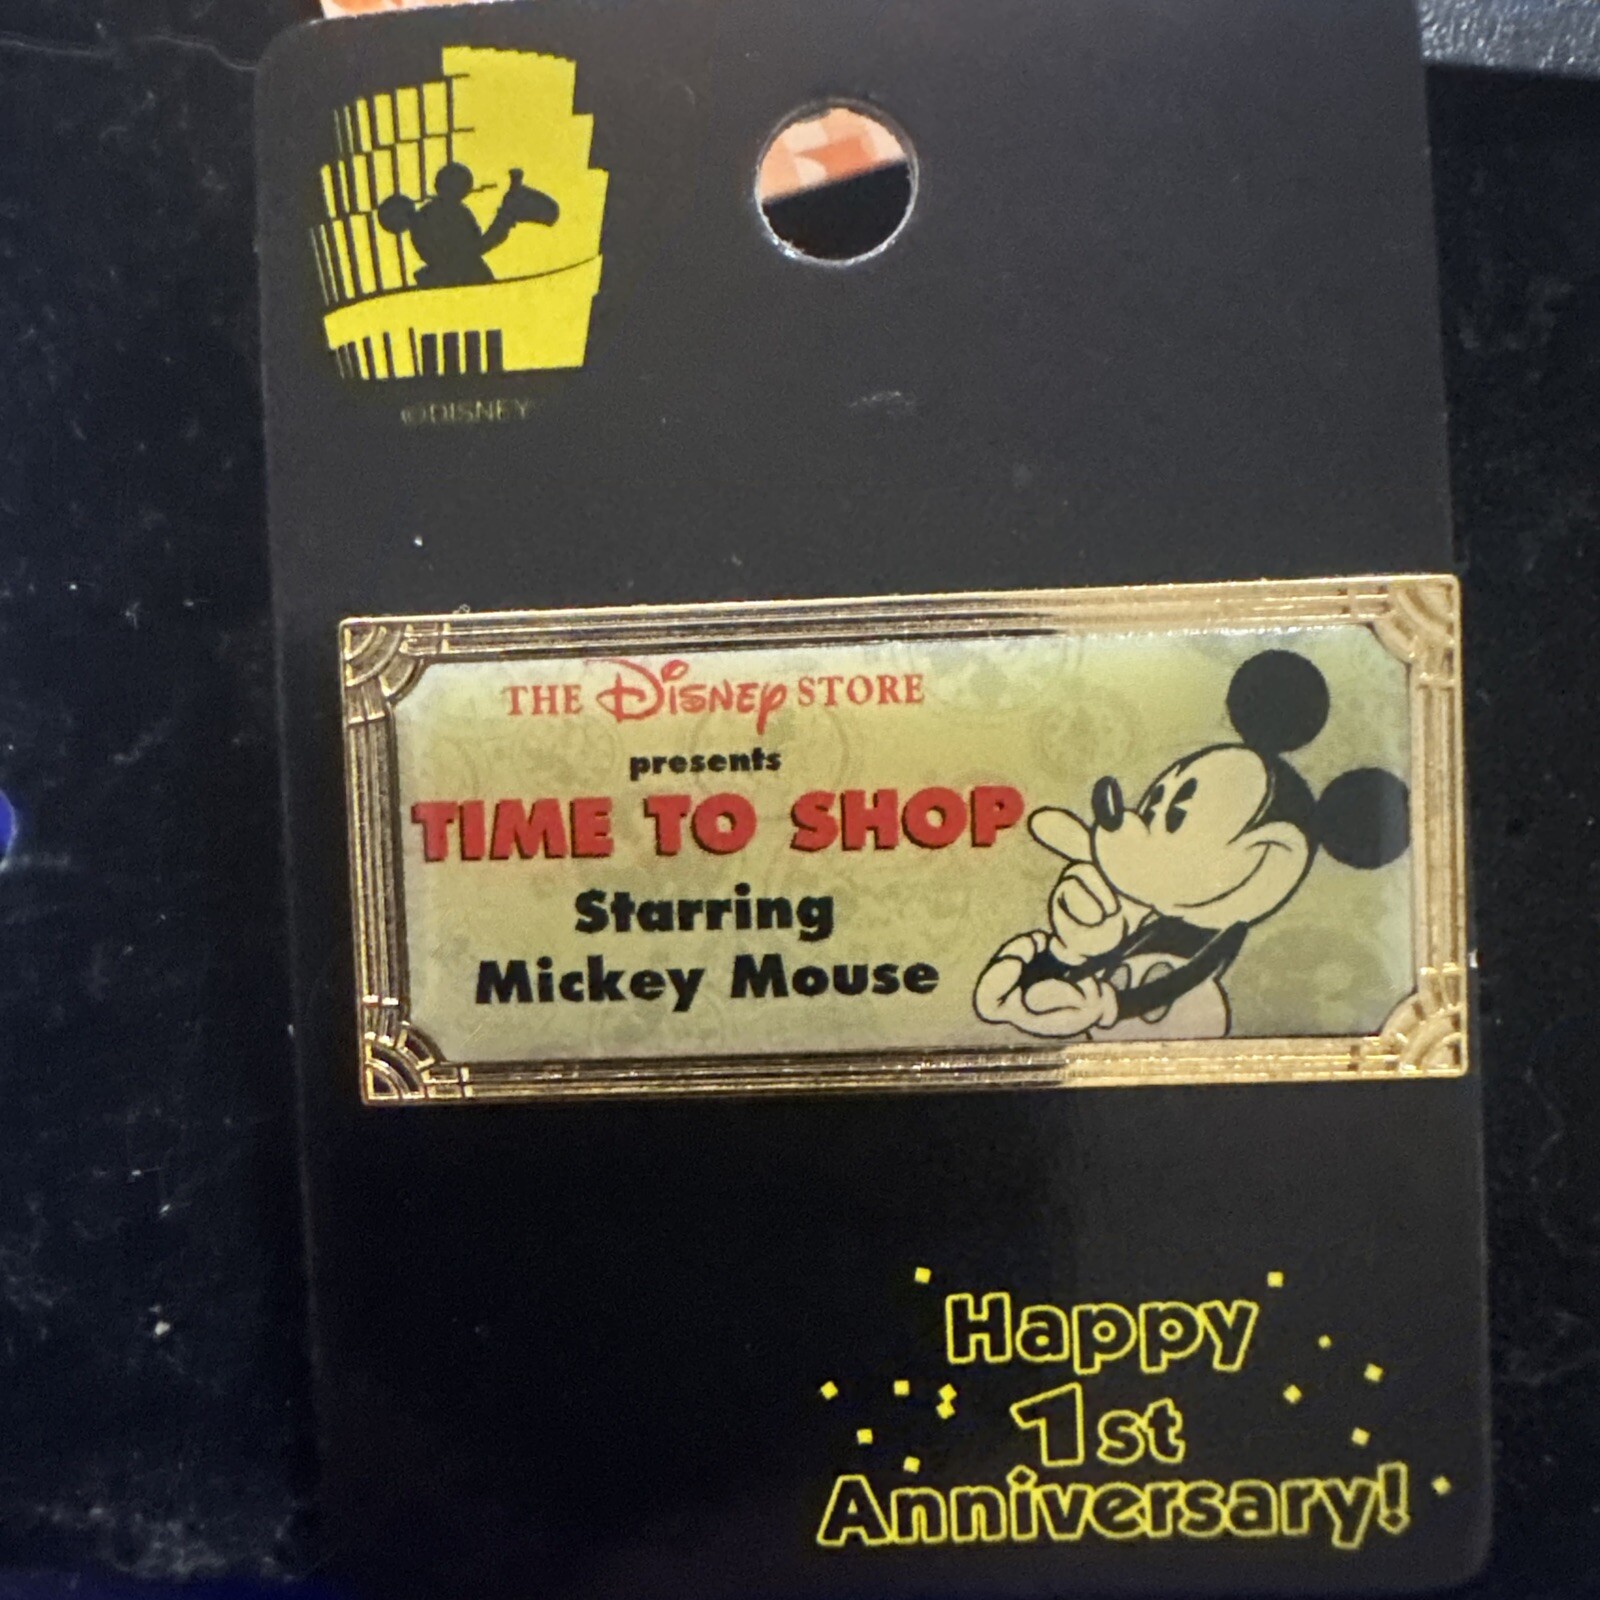 ©DISNEY
THE DISNEY STORE
presents
TIME TO SHOP
Starring
Mickey Mouse
Happy
1st
Anniversary!